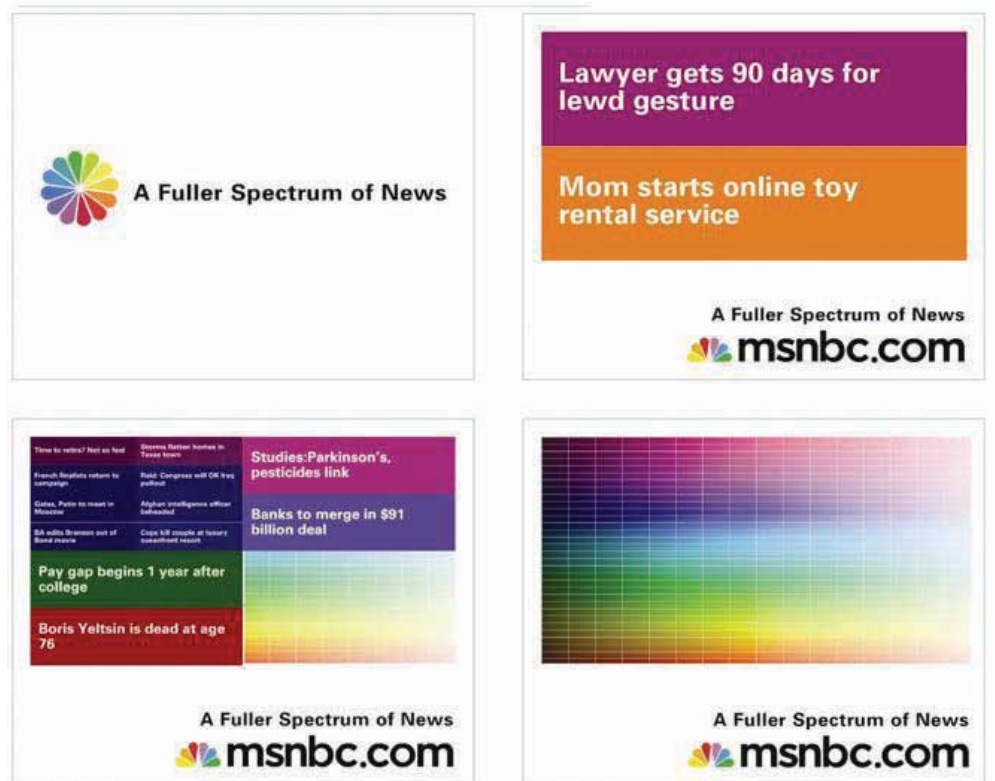 A Fuller Spectrum of News
Lawyer gets 90 days for
lewd gesture
Mom starts online toy
rental service
A Fuller Spectrum of News
msnbc.com
Time to retire? Not so fast
Storms flatten homes in
Texas town
French finalists return to
campaign
Reid: Congress will OK Iraq
pullout
Gates, Putin to meet in
Moscow
Afghan intelligence officer
beheaded
BA edits Branson out of
Bond movie
Cops kill couple at luxury
oceanfront resort
Studies:Parkinson's,
pesticides link
Banks to merge in $91
billion deal
Pay gap begins 1 year after
college
Boris Yeltsin is dead at age
76
A Fuller Spectrum of News
msnbc.com
A Fuller Spectrum of News
msnbc.com